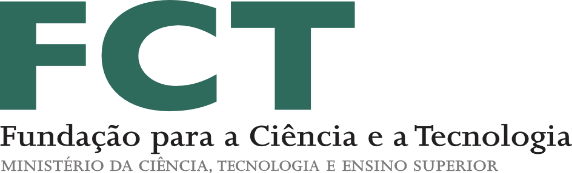 FCT
Fundação para a Ciência e a Tecnologia
MINISTÉRIO DA CIÊNCIA, TECNOLOGIA E ENSINO SUPERIOR